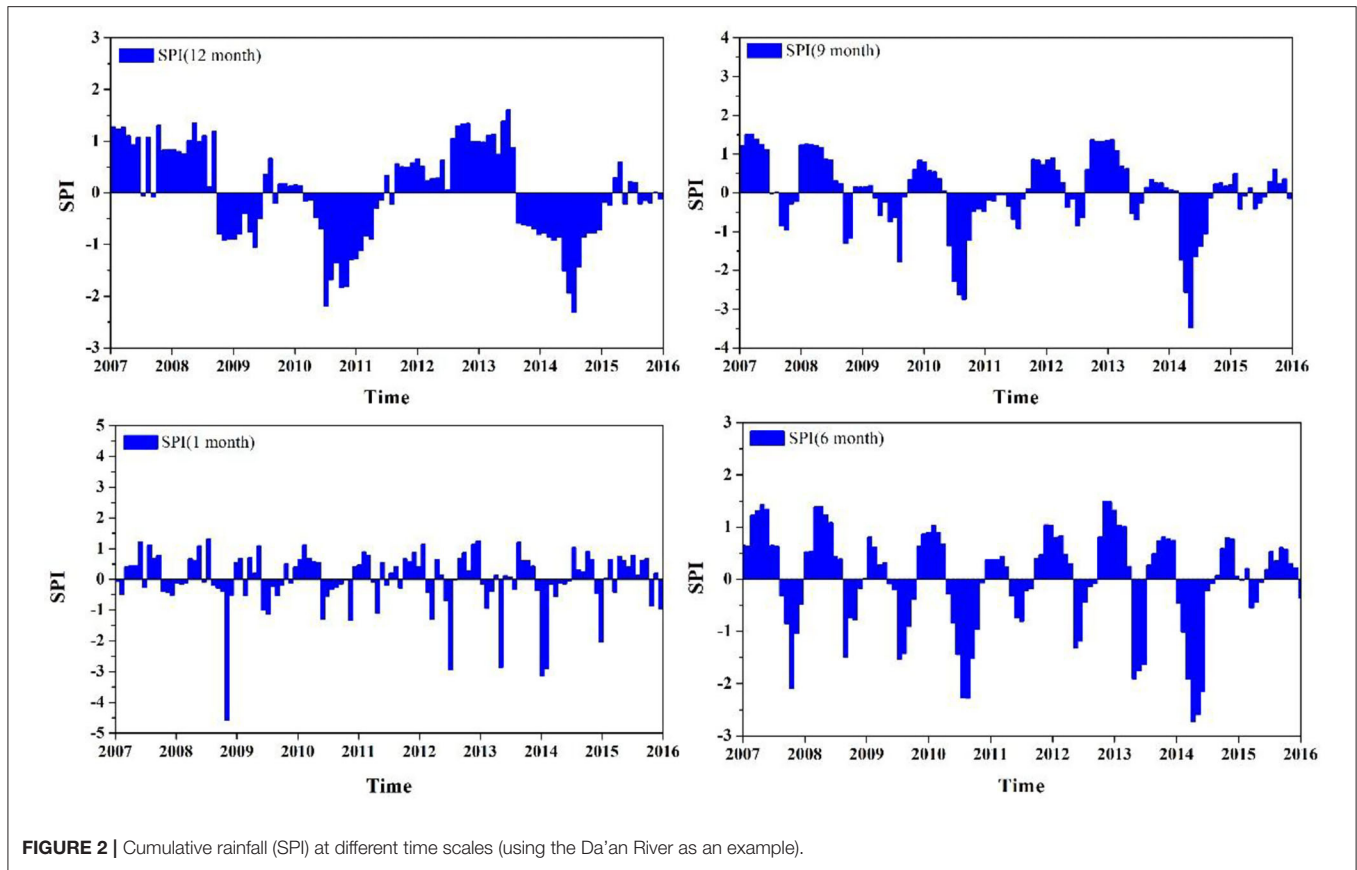 3
SPI(12 month)
2
1
0
-1
-2
-3
SPI
2007 2008 2009 2010 2011 2012 2013 2014 2015 2016
Time
4
SPI(9 month)
3
2
1
0
-1
-2
-3
-4
SPI
2007 2008 2009 2010 2011 2012 2013 2014 2015 2016
Time
5
SPI(1 month)
4
3
2
1
0
-1
-2
-3
-4
-5
SPI
2007 2008 2009 2010 2011 2012 2013 2014 2015 2016
Time
3
SPI(6 month)
2
1
0
-1
-2
-3
SPI
2007 2008 2009 2010 2011 2012 2013 2014 2015 2016
Time
FIGURE 2 | Cumulative rainfall (SPI) at different time scales (using the Da'an River as an example).